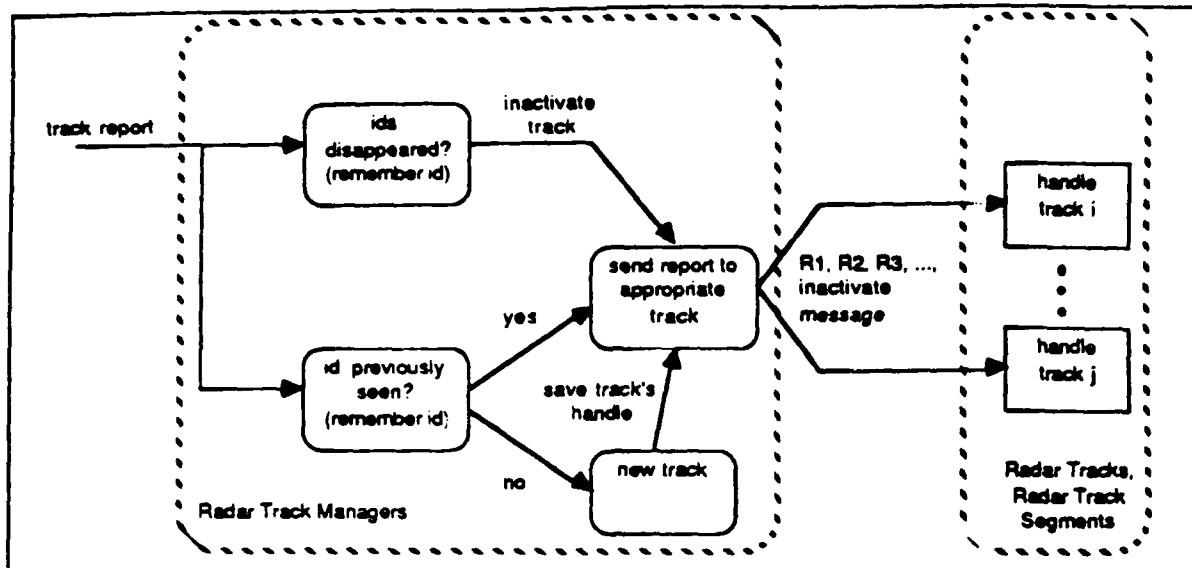 track report
ids
disappeared?
(remember id)
inactivate
track
send report to
appropriate
track
yes
id previously
seen?
(remember id)
save track's
handle
no
new track
Radar Track Managers
R1, R2, R3, ...,
inactivate
message
handle
track i
handle
track j
Radar Tracks,
Radar Track
Segments